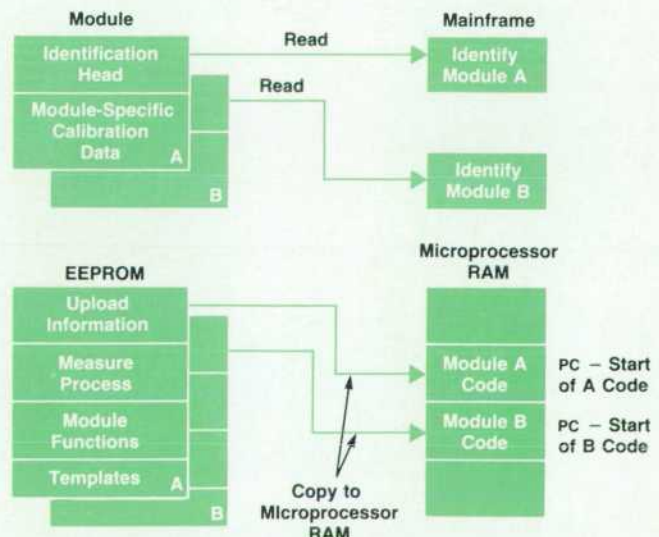 Module
Mainframe
Identification
Head
Read
Identify
Module A
Module-Specific
Calibration
Data
A
Read
B
Identify
Module B
EEPROM
Microprocessor
RAM
Upload
Information
Measure
Process
Module
Functions
Templates
A
B
Module A
Code
PC – Start
of A Code
Module B
Code
PC – Start
of B Code
Copy to
MIcroprocessor
RAM